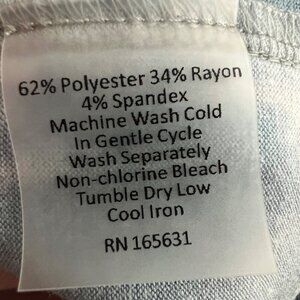 62% Polyester 34% Rayon
4% Spandex
Machine Wash Cold
In Gentle Cycle
Wash Separately
Non-chlorine Bleach
Tumble Dry Low
Cool Iron
RN 165631